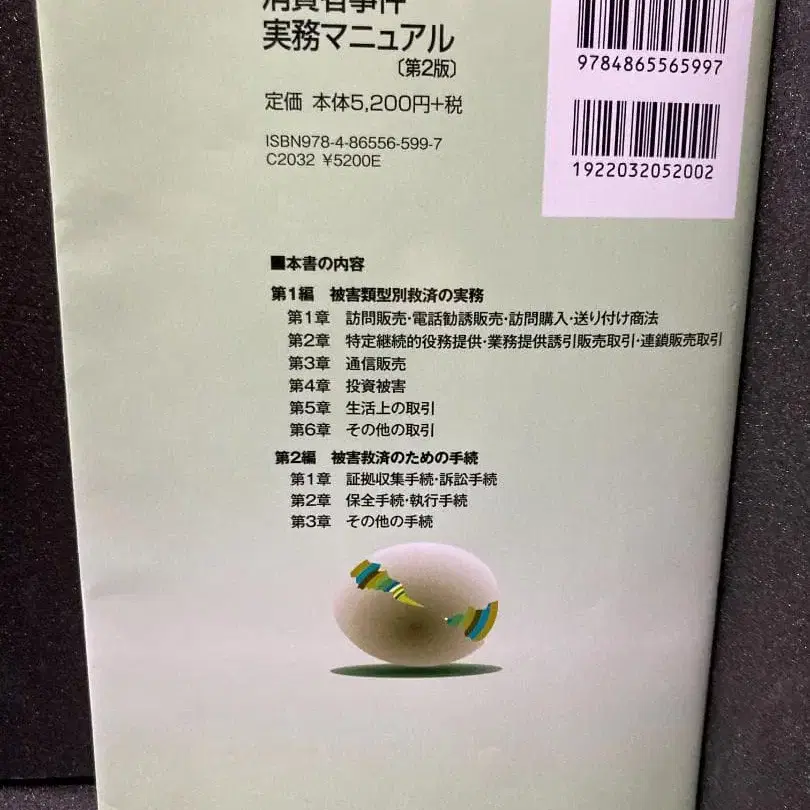 消費者事件
実務マニュアル
〔第2版〕
定価 本体5,200円+税
ISBN978-4-86556-599-7
C2032 ¥5200E
9784865565997
1922032052002
■本書の内容
第1編 被害類型別救済の実務
第1章 訪問販売・電話勧誘販売・訪問購入・送り付け商法
第2章 特定継続的役務提供・業務提供誘引販売取引・連鎖販売取引
第3章 通信販売
第4章 投資被害
第5章 生活上の取引
第6章 その他の取引
第2編 被害救済のための手続
第1章 証拠収集手続・訴訟手続
第2章 保全手続・執行手続
第3章 その他の手続